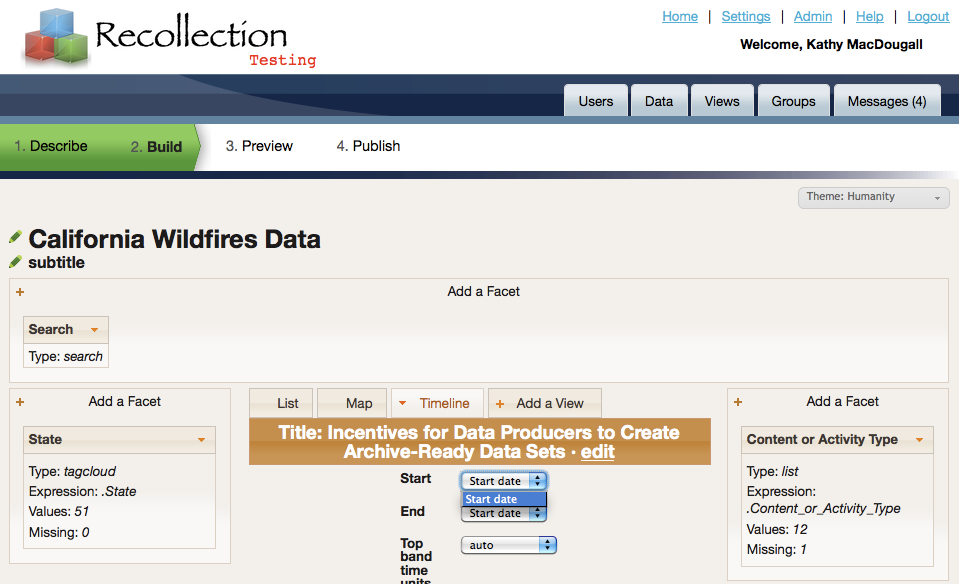 Home | Settings | Admin | Help | Logout
Recollection
Testing
Welcome, Kathy MacDougall
Users Data Views Groups Messages (4)
1. Describe 2. Build 3. Preview 4. Publish
Theme: Humanity
California Wildfires Data
subtitle
+ Add a Facet
Search
Type: search
+ Add a Facet
State
Type: tagcloud
Expression: .State
Values: 51
Missing: 0
List Map Timeline + Add a View
Title: Incentives for Data Producers to Create
Archive-Ready Data Sets · edit
Start Start date
Start date
End Start date
Top auto
band
time
units
+ Add a Facet
Content or Activity Type
Type: list
Expression:
.Content_or_Activity_Type
Values: 12
Missing: 1